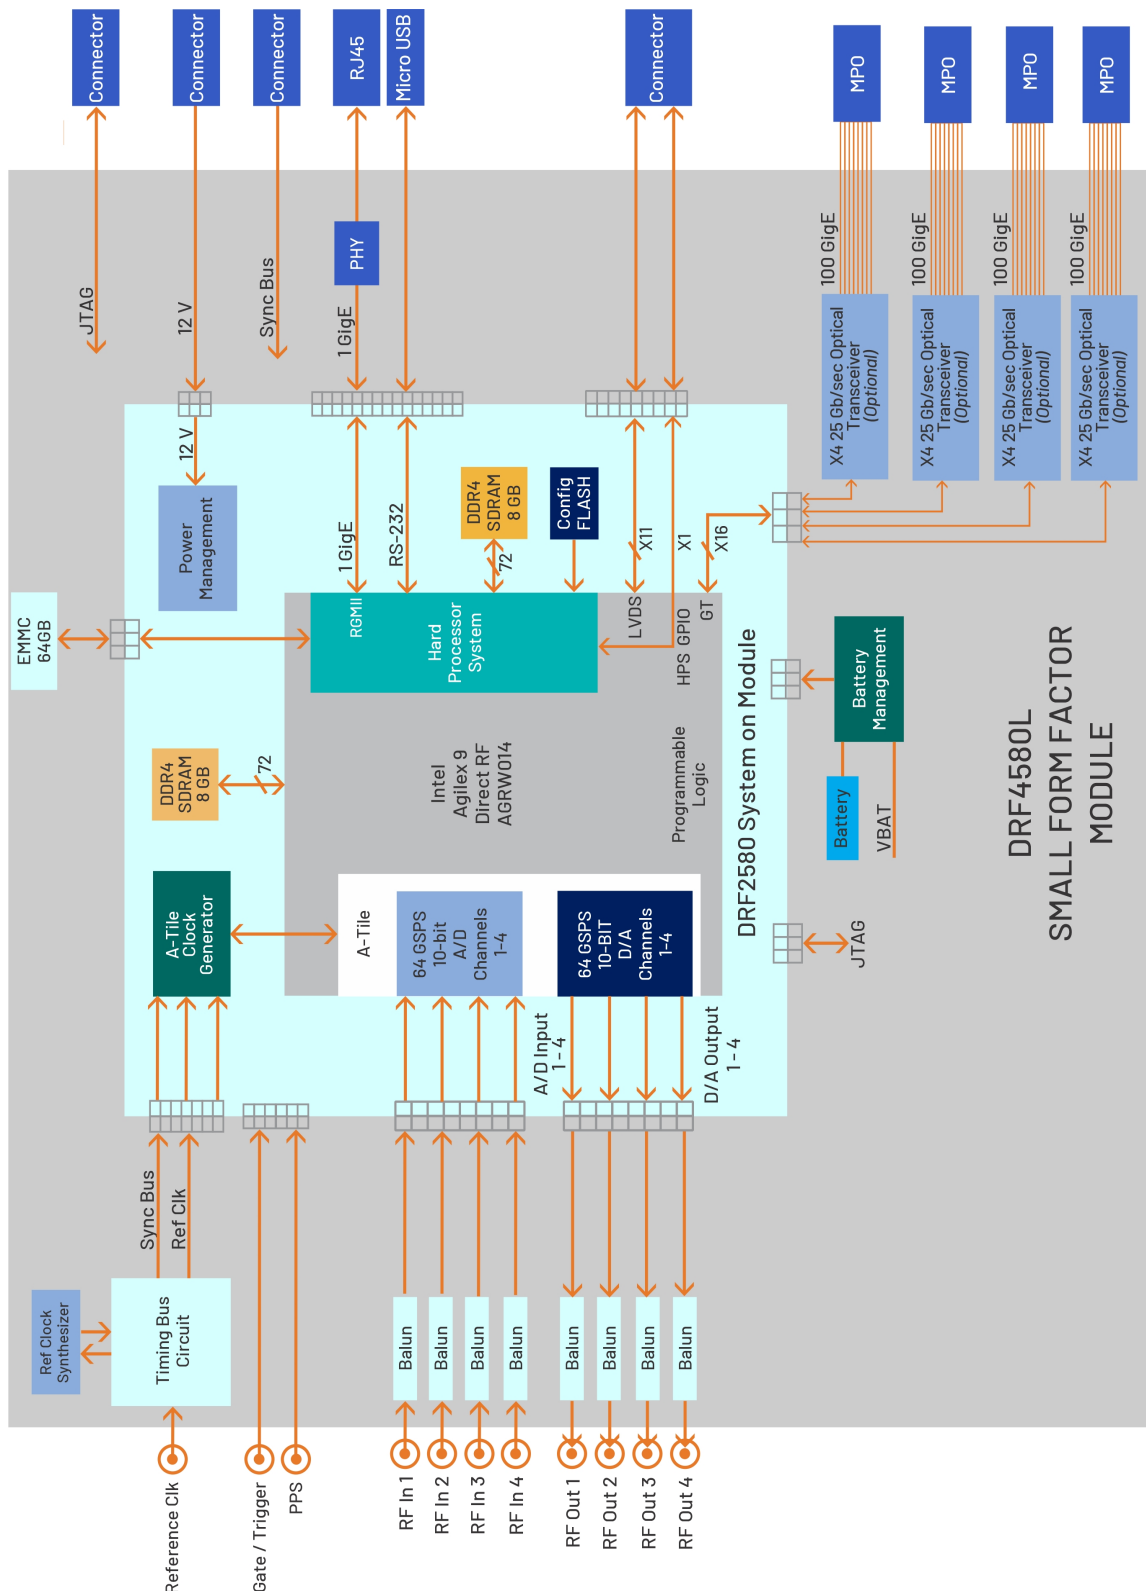 Reference Clk
Gate / Trigger
PPS
RF In 1
RF In 2
RF In 3
RF In 4
RF Out 1
RF Out 2
RF Out 3
RF Out 4
Ref Clock
Synthesizer
Timing Bus
Circuit
Balun
Balun
Balun
Balun
Balun
Balun
Balun
Balun
Sync Bus
Ref Clk
A/D Input
1 - 4
D/A Output
1 - 4
A-Tile
Clock
Generator
A-Tile
64 GSPS
10-bit
A/D
Channels
1-4
64 GSPS
10-BIT
D/A
Channels
1-4
DDR4
SDRAM
8 GB
72
Intel
Agilex 9
Direct RF
AGRW014
Programmable
Logic
DRF2580 System on Module
EMMC
64GB
Power
Management
12 V
RGMII
Hard
Processor
System
1 GigE
RS-232
DDR4
SDRAM
8 GB
72
Config
FLASH
LVDS
X11
HPS GPIO
X1
GT
X16
JTAG
Battery
VBAT
Battery
Management
JTAG
Connector
12 V
Connector
Sync Bus
Connector
1 GigE
PHY
RJ45
Micro USB
Connector
X4 25 Gb/sec Optical
Transceiver
(Optional)
100 GigE
MPO
X4 25 Gb/sec Optical
Transceiver
(Optional)
100 GigE
MPO
X4 25 Gb/sec Optical
Transceiver
(Optional)
100 GigE
MPO
X4 25 Gb/sec Optical
Transceiver
(Optional)
100 GigE
MPO
DRF4580L
SMALL FORM FACTOR
MODULE